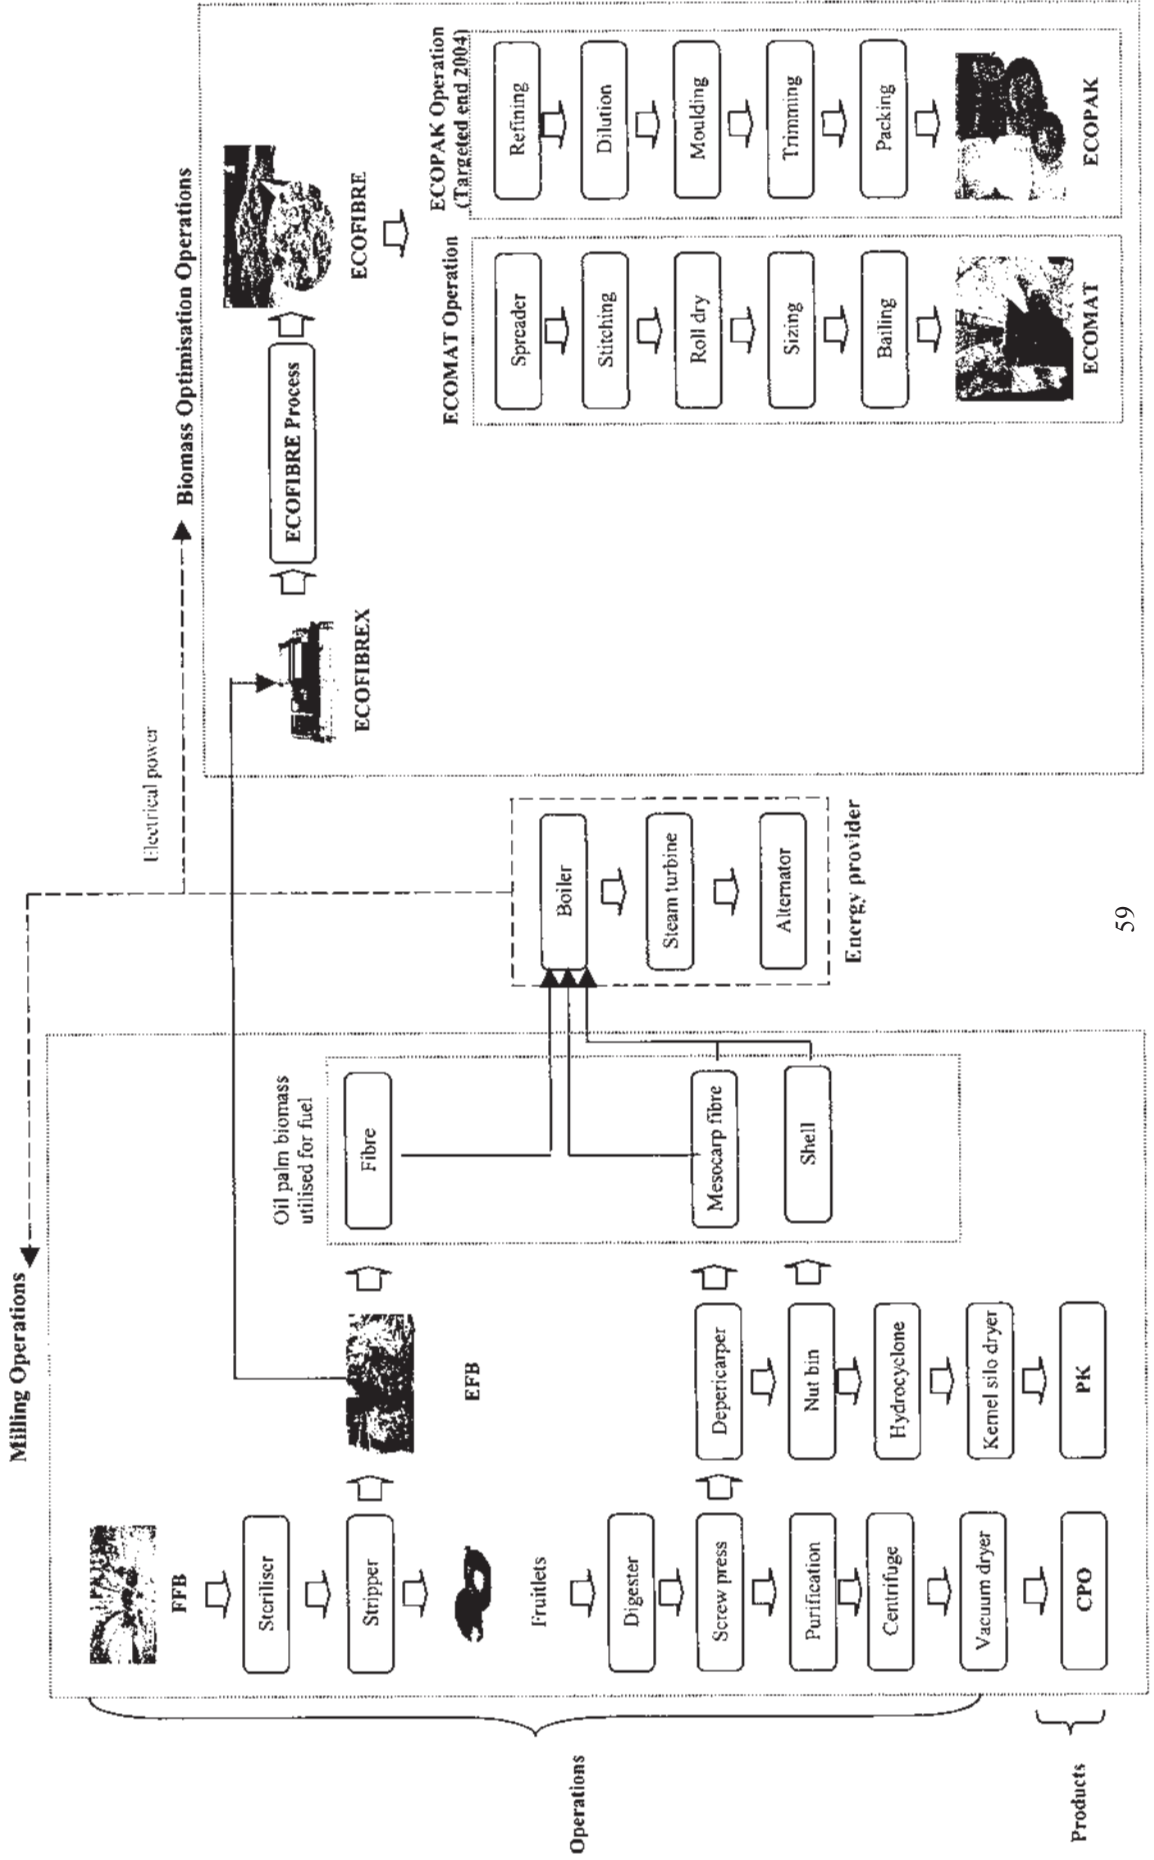 Milling Operations
Electrical power
Biomass Optimisation Operations
Operations
Products
FFB
Steriliser
Stripper
Fruitlets
Digester
Screw press
Purification
Centrifuge
Vacuum dryer
CPO
EFB
Depericarper
Nut bin
Hydrocyclone
Kernel silo dryer
PK
Oil palm biomass
utilised for fuel
Fibre
Mesocarp fibre
Shell
Boiler
Steam turbine
Alternator
Energy provider
ECOFIBREX
ECOFIBRE Process
ECOFIBRE
ECOMAT Operation
Spreader
Stitching
Roll dry
Sizing
Bailing
ECOMAT
ECOPAK Operation
(Targeted end 2004)
Refining
Dilution
Moulding
Trimming
Packing
ECOPAK
59